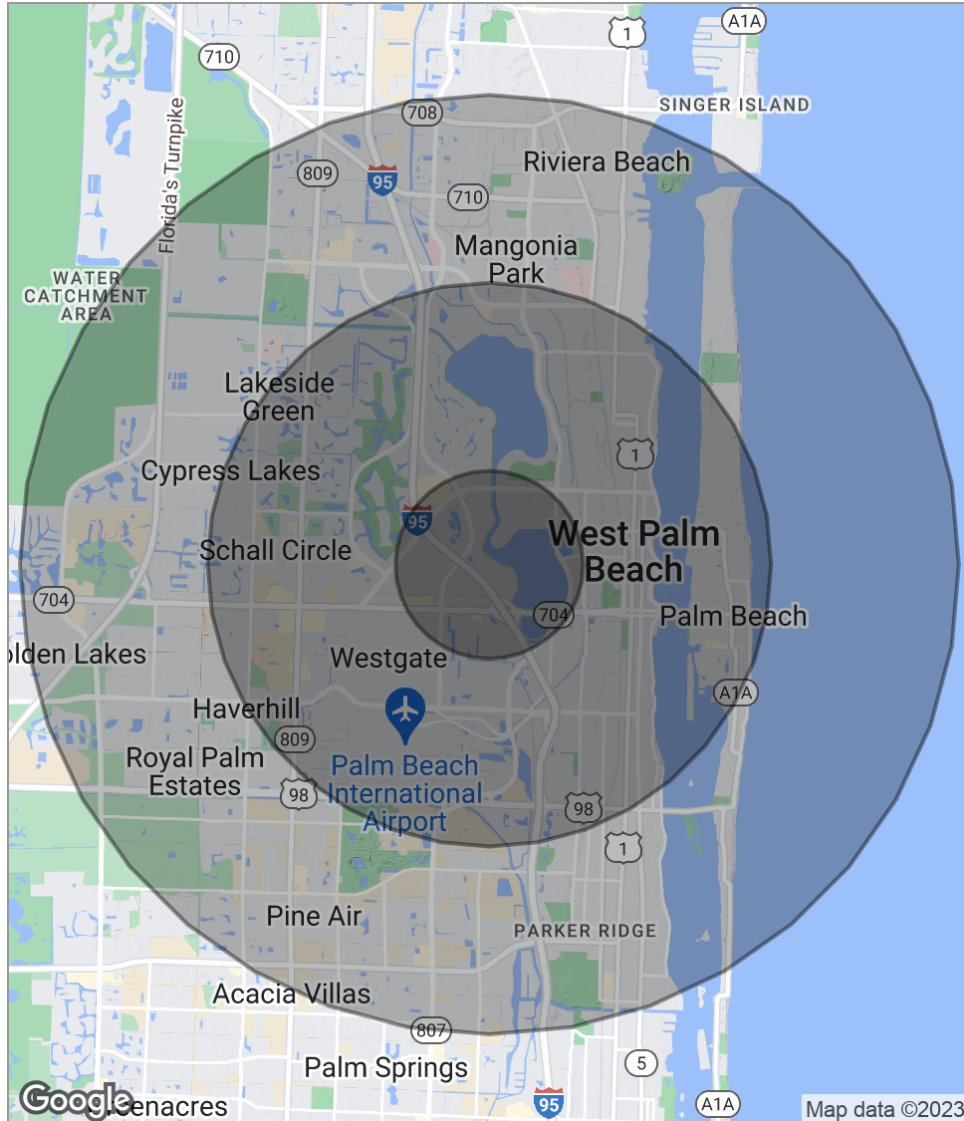 A1A
1
710
SINGER ISLAND
708
Riviera Beach
Florida's Turnpike
809
95
710
Mangonia
Park
WATER
CATCHMENT
AREA
Lakeside
Green
1
Cypress Lakes
95
West Palm
Beach
Schall Circle
704
704
Palm Beach
olden Lakes
Westgate
A1A
Haverhill
809
Royal Palm
Estates
Palm Beach
International
Airport
98
98
1
Pine Air
PARKER RIDGE
Acacia Villas
807
Palm Springs
5
Google
eenacres
95
A1A
Map data ©2023